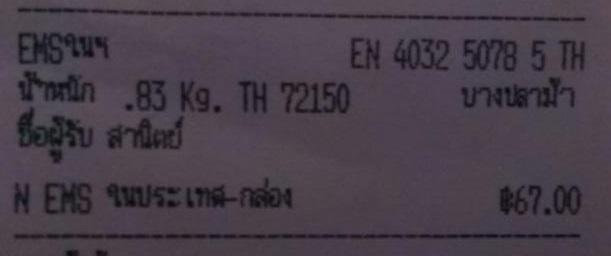 EMSในฯ EN 4032 5078 5 TH
น้ำหนัก .83 Kg. TH 72150 บางปลาม้า
ชื่อผู้รับ สานิตย์
N EMS ในประเทศ-กล่อง ฿67.00